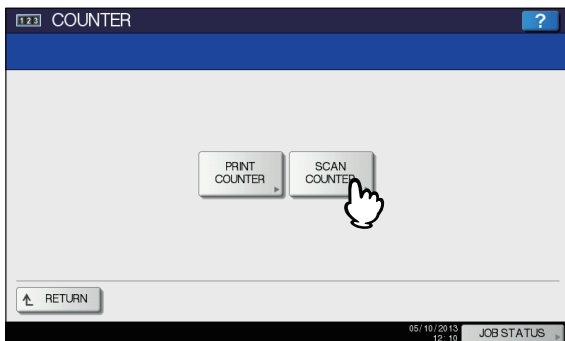 123 COUNTER
?
PRINT
COUNTER
SCAN
COUNTER
RETURN
05/10/2013
12:10
JOB STATUS